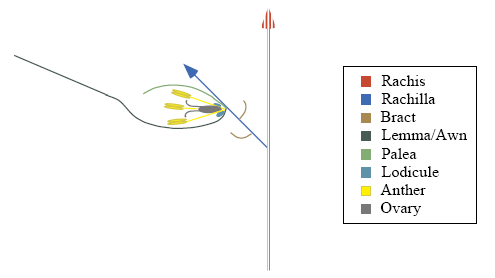 Rachis
Rachilla
Bract
Lemma/Awn
Palea
Lodicule
Anther
Ovary